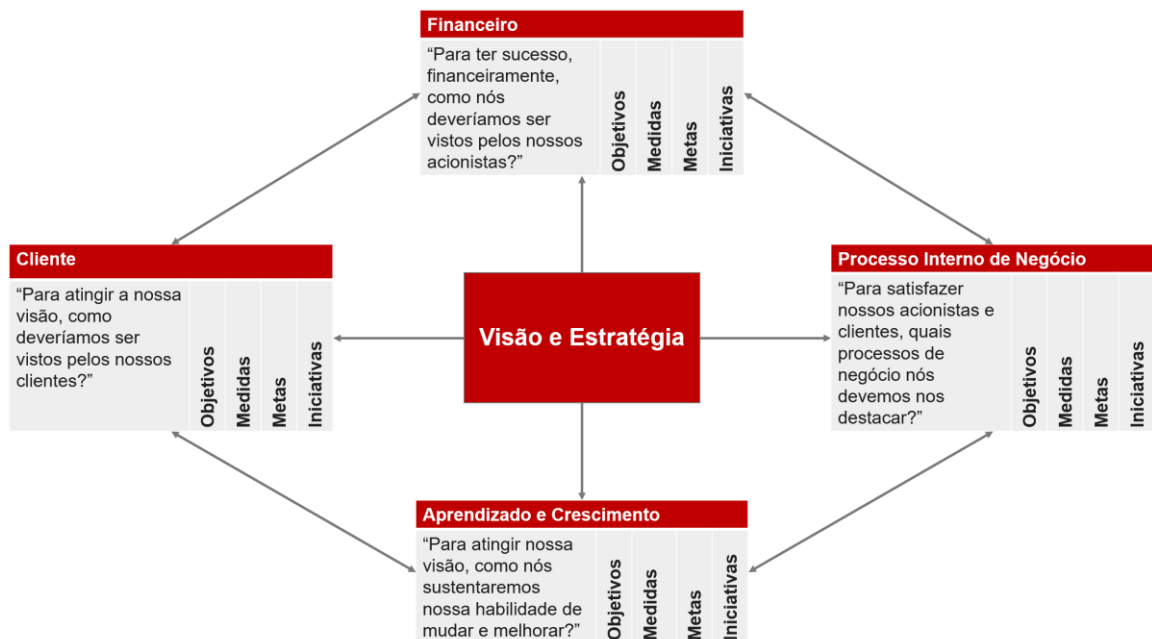 Financeiro
“Para ter sucesso,
financeiramente,
como nós
deveríamos ser
vistos pelos nossos
acionistas?”
Objetivos
Medidas
Metas
Iniciativas
Cliente
“Para atingir a nossa
visão, como
deveríamos ser
vistos pelos nossos
clientes?”
Objetivos
Medidas
Metas
Iniciativas
Visão e Estratégia
Processo Interno de Negócio
“Para satisfazer
nossos acionistas e
clientes, quais
processos de
negócio nós
devemos nos
destacar?”
Objetivos
Medidas
Metas
Iniciativas
Aprendizado e Crescimento
“Para atingir nossa
visão, como nós
sustentaremos
nossa habilidade de
mudar e melhorar?”
Objetivos
Medidas
Metas
Iniciativas